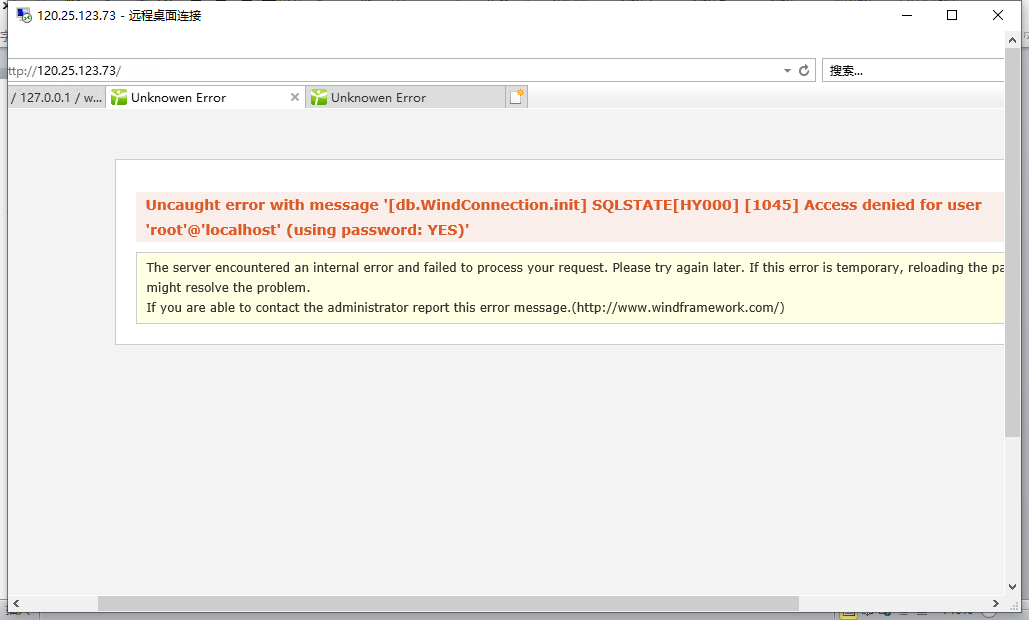 120.25.123.73 - 远程桌面连接
ttp://120.25.123.73/
搜索...
/ 127.0.0.1 / w...
Unknowen Error
Unknowen Error
Uncaught error with message '[db.WindConnection.init] SQLSTATE[HY000] [1045] Access denied for user
'root'@'localhost' (using password: YES)'
The server encountered an internal error and failed to process your request. Please try again later. If this error is temporary, reloading the pa
might resolve the problem.
If you are able to contact the administrator report this error message.(http://www.windframework.com/)